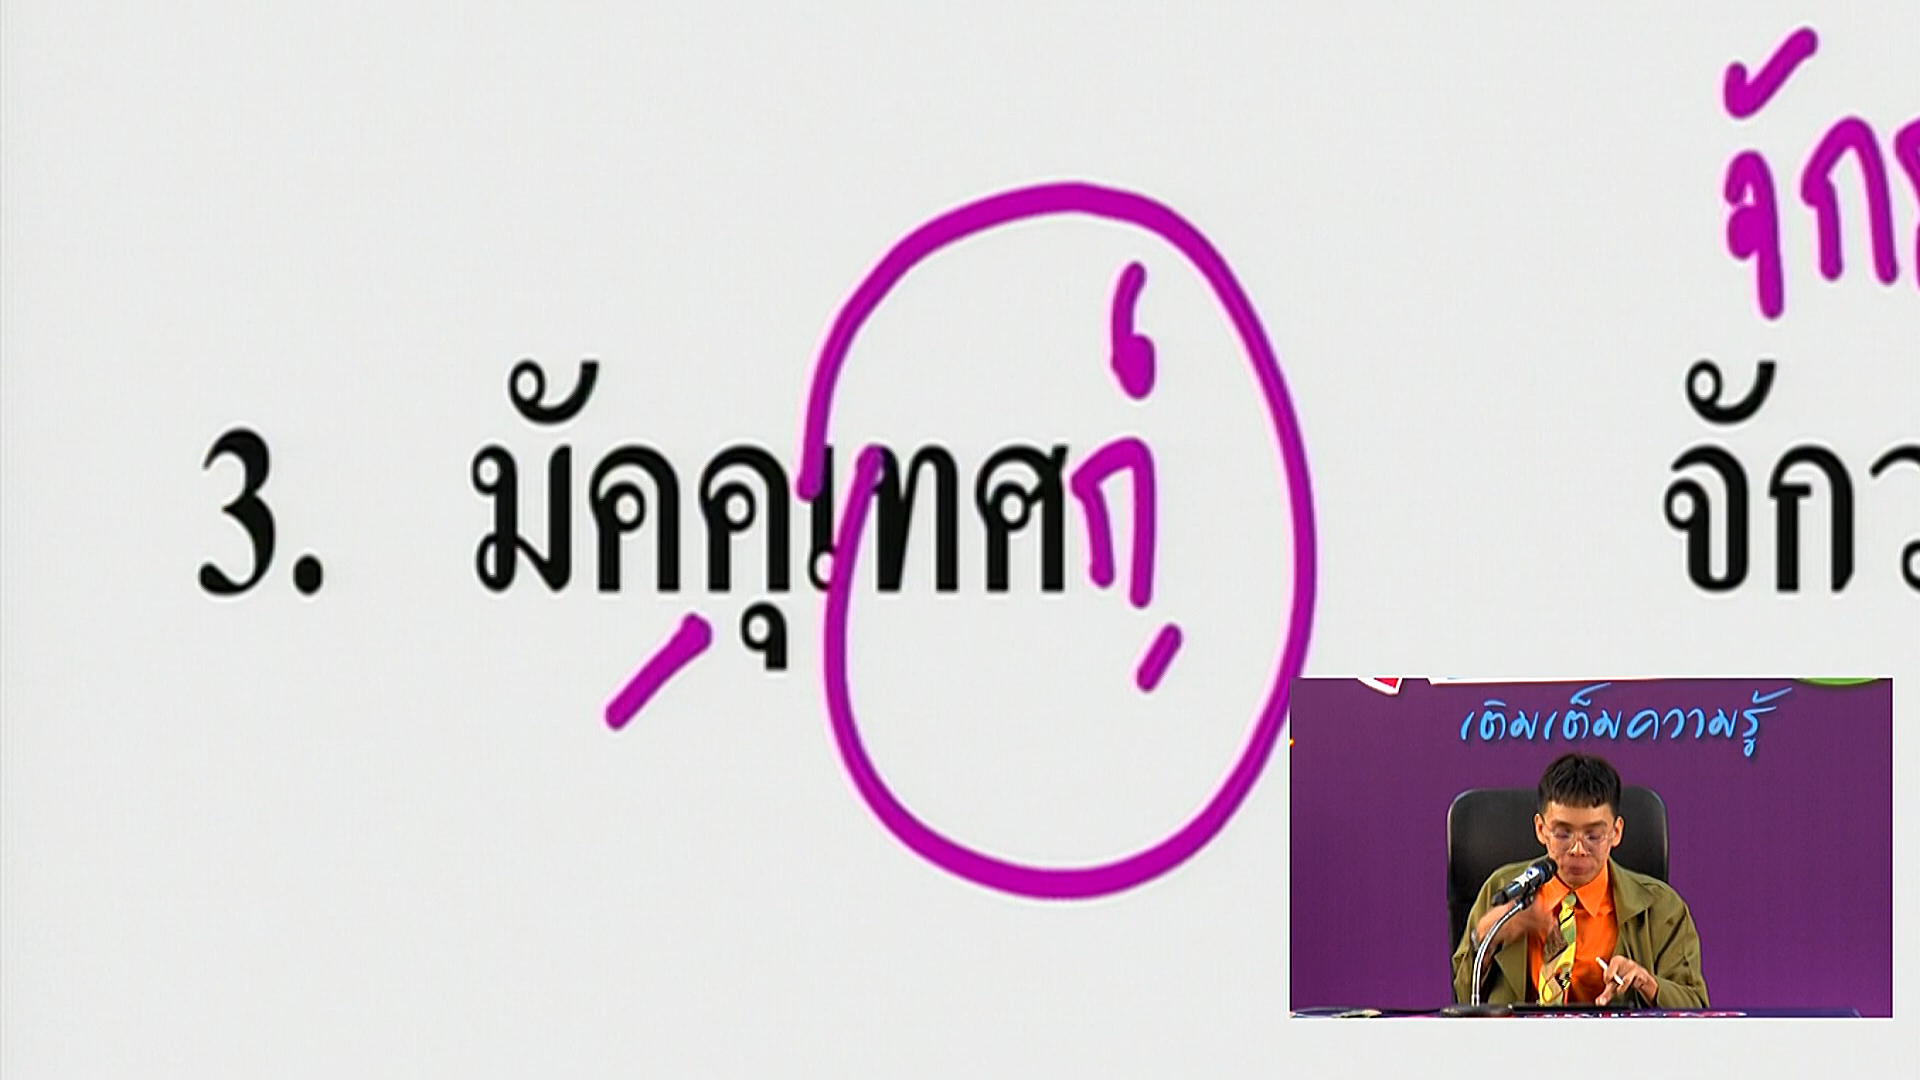 จัก
3. มัคคุเทศก์ จัก
เติมเต็มความรู้